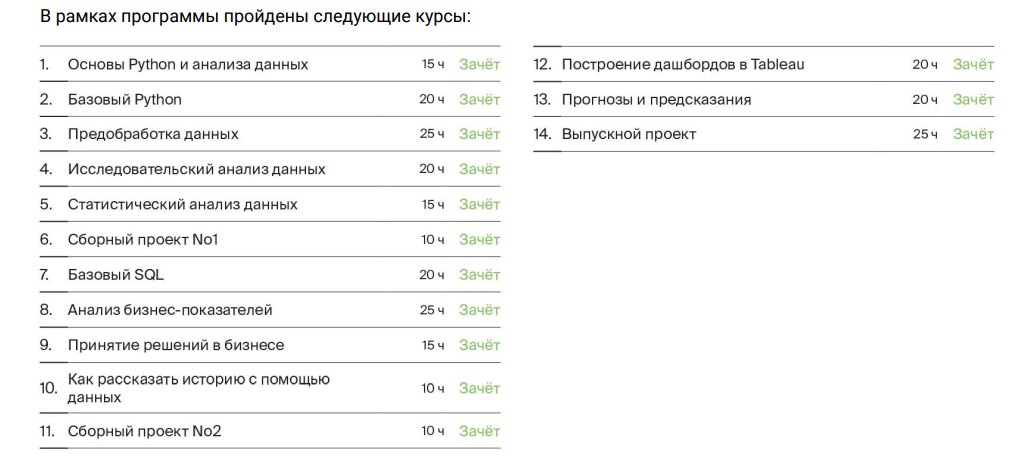 В рамках программы пройдены следующие курсы:
1. Основы Python и анализа данных 15 ч Зачёт
2. Базовый Python 20 ч Зачёт
3. Предобработка данных 25 ч Зачёт
4. Исследовательский анализ данных 20 ч Зачёт
5. Статистический анализ данных 15 ч Зачёт
6. Сборный проект No1 10 ч Зачёт
7. Базовый SQL 20 ч Зачёт
8. Анализ бизнес-показателей 25 ч Зачёт
9. Принятие решений в бизнесе 15 ч Зачёт
10. Как рассказать историю с помощью
данных 10 ч Зачёт
11. Сборный проект No2 10 ч Зачёт
12. Построение дашбордов в Tableau 20 ч Зачёт
13. Прогнозы и предсказания 20 ч Зачёт
14. Выпускной проект 25 ч Зачёт